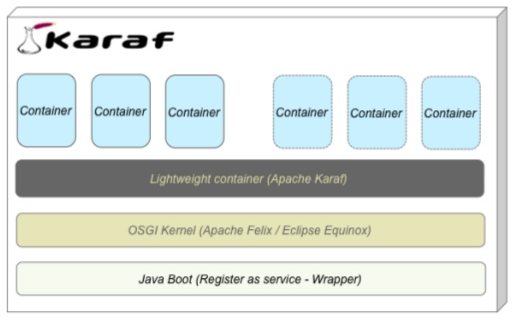 Karaf
Container Container Container Container Container Container
Lightweight container (Apache Karaf)
OSGI Kernel (Apache Felix / Eclipse Equinox)
Java Boot (Register as service - Wrapper)